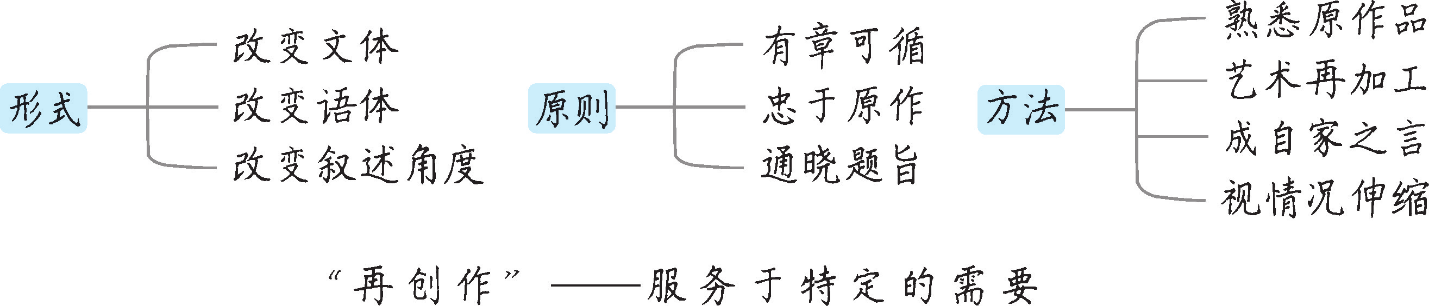 形式
改变文体
改变语体
改变叙述角度
原则
有章可循
忠于原作
通晓题旨
方法
熟悉原作品
艺术再加工
成自家之言
视情况伸缩
“再创作”——服务于特定的需要